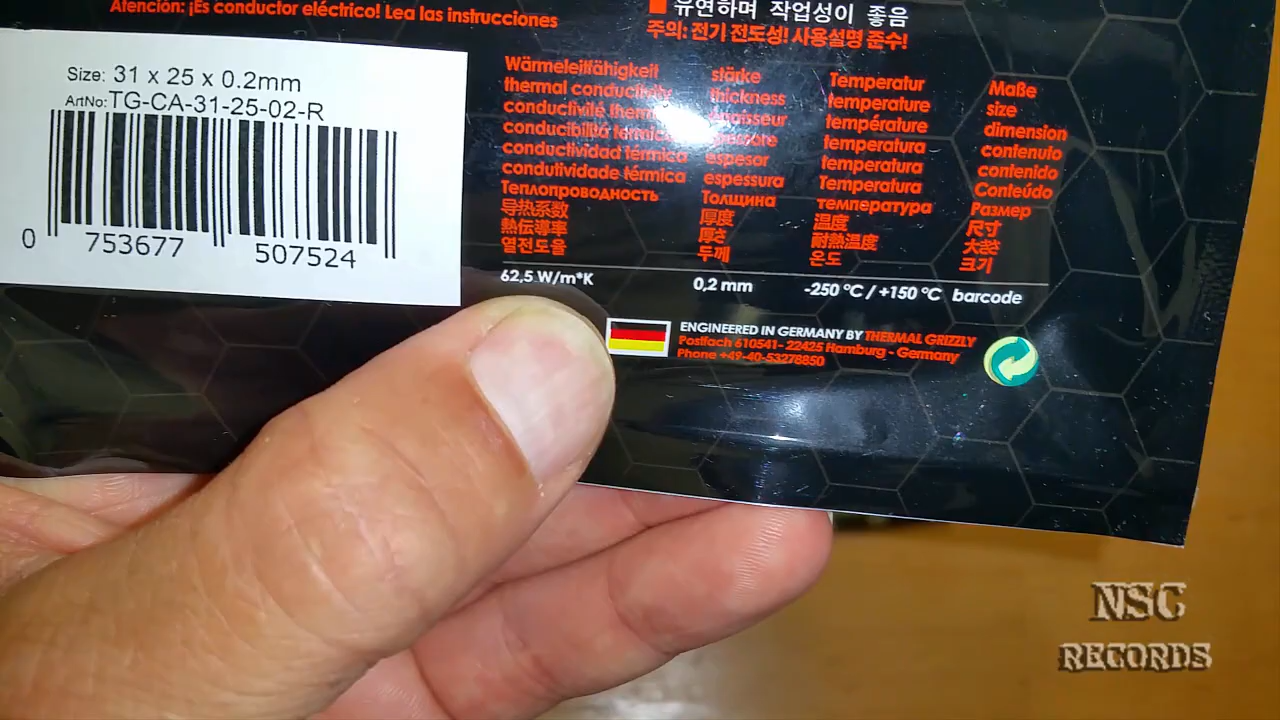 Atención: ¡Es conductor eléctrico! Lea las instrucciones
유연하며 작업성이 좋음
주의: 전기 전도성! 사용설명 준수!
Size: 31 x 25 x 0.2mm
ArtNo: TG-CA-31-25-02-R
0 753677 507524
Wärmeleitfähigkeit
thermal conductivity
conductivité thermi
conducibilità termica
conductividad térmica
condutividade térmica
Теплопроводность
导热系数
熱伝導率
열전도율
62,5 W/m*K
stärke
thickness
épaisseur
espesor
espessura
Толщина
厚度
厚さ
두께
0,2 mm
Temperatur
temperature
température
temperatura
temperatura
Temperatura
температура
温度
耐熱温度
온도
-250 °C / +150 °C
Maße
size
dimension
contenuto
contenido
Conteúdo
Размер
尺寸
大きさ
크기
barcode
ENGINEERED IN GERMANY BY THERMAL GRIZZLY
Postfach 610541- 22425 Hamburg - Germany
Phone +49-40-53278850
NSC
RECORDS